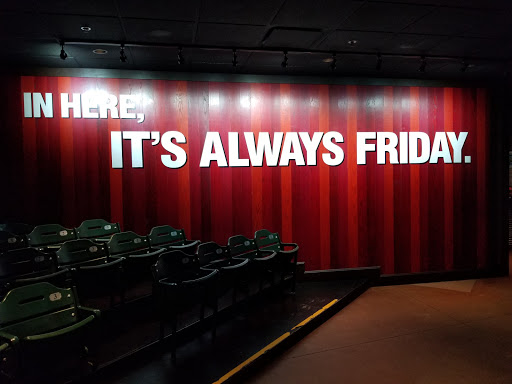 IN HERE,
IT'S ALWAYS FRIDAY.